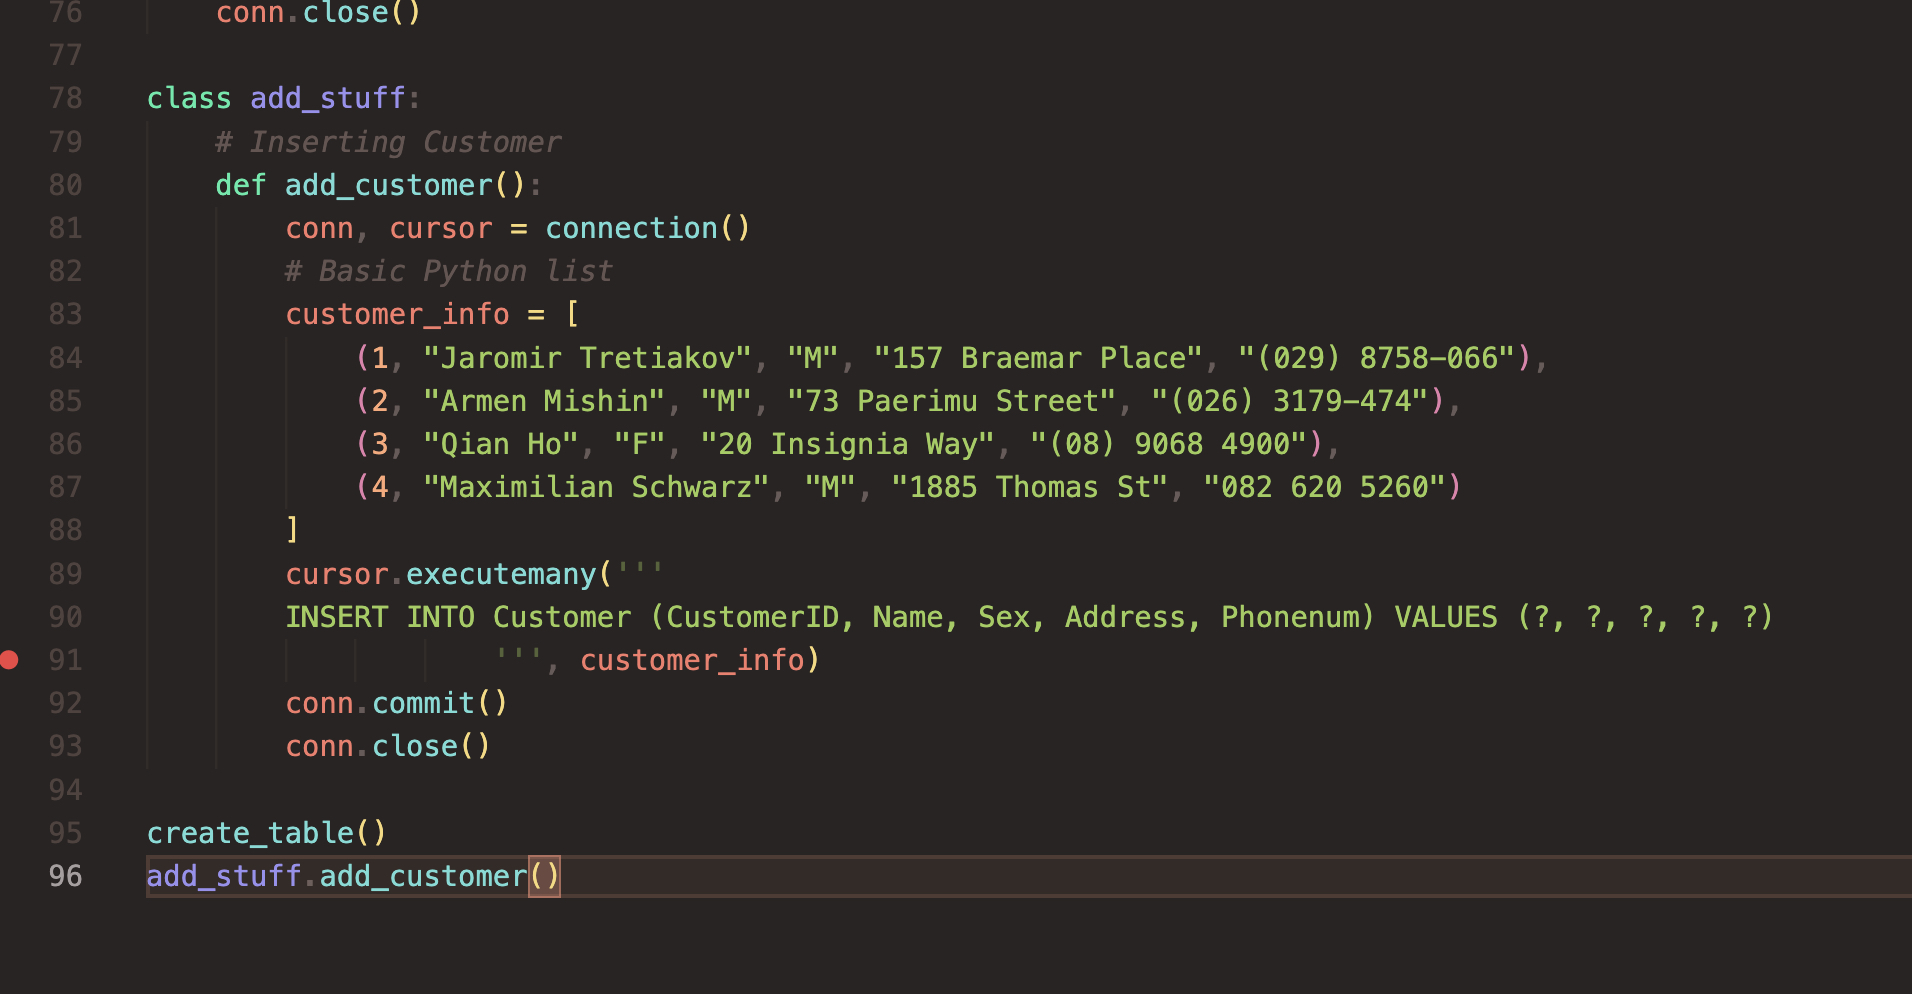 76 conn.close()
77
78 class add_stuff:
79 # Inserting Customer
80 def add_customer():
81 conn, cursor = connection()
82 # Basic Python list
83 customer_info = [
84 (1, "Jaromir Tretiakov", "M", "157 Braemar Place", "(029) 8758-066"),
85 (2, "Armen Mishin", "M", "73 Paerimu Street", "(026) 3179-474"),
86 (3, "Qian Ho", "F", "20 Insignia Way", "(08) 9068 4900"),
87 (4, "Maximilian Schwarz", "M", "1885 Thomas St", "082 620 5260")
88 ]
89 cursor.executemany('''
90 INSERT INTO Customer (CustomerID, Name, Sex, Address, Phonenum) VALUES (?, ?, ?, ?, ?)
91 ''', customer_info)
92 conn.commit()
93 conn.close()
94
95 create_table()
96 add_stuff.add_customer()